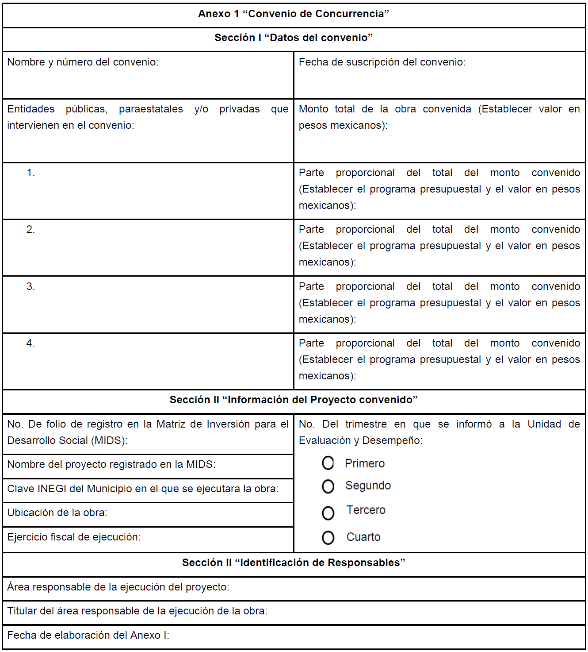 Anexo 1 “Convenio de Concurrencia”
Sección I “Datos del convenio”
Nombre y número del convenio:
Fecha de suscripción del convenio:
Entidades públicas, paraestatales y/o privadas que
intervienen en el convenio:
Monto total de la obra convenida (Establecer valor en
pesos mexicanos):
1.
Parte proporcional del total del monto convenido
(Establecer el programa presupuestal y el valor en pesos
mexicanos):
2.
Parte proporcional del total del monto convenido
(Establecer el programa presupuestal y el valor en pesos
mexicanos):
3.
Parte proporcional del total del monto convenido
(Establecer el programa presupuestal y el valor en pesos
mexicanos):
4.
Parte proporcional del total del monto convenido
(Establecer el programa presupuestal y el valor en pesos
mexicanos):
Sección II “Información del Proyecto convenido”
No. De folio de registro en la Matriz de Inversión para el
Desarrollo Social (MIDS):
Nombre del proyecto registrado en la MIDS:
Clave INEGI del Municipio en el que se ejecutara la obra:
Ubicación de la obra:
Ejercicio fiscal de ejecución:
No. Del trimestre en que se informó a la Unidad de
Evaluación y Desempeño:
Primero
Segundo
Tercero
Cuarto
Sección II “Identificación de Responsables”
Área responsable de la ejecución del proyecto:
Titular del área responsable de la ejecución de la obra:
Fecha de elaboración del Anexo I: